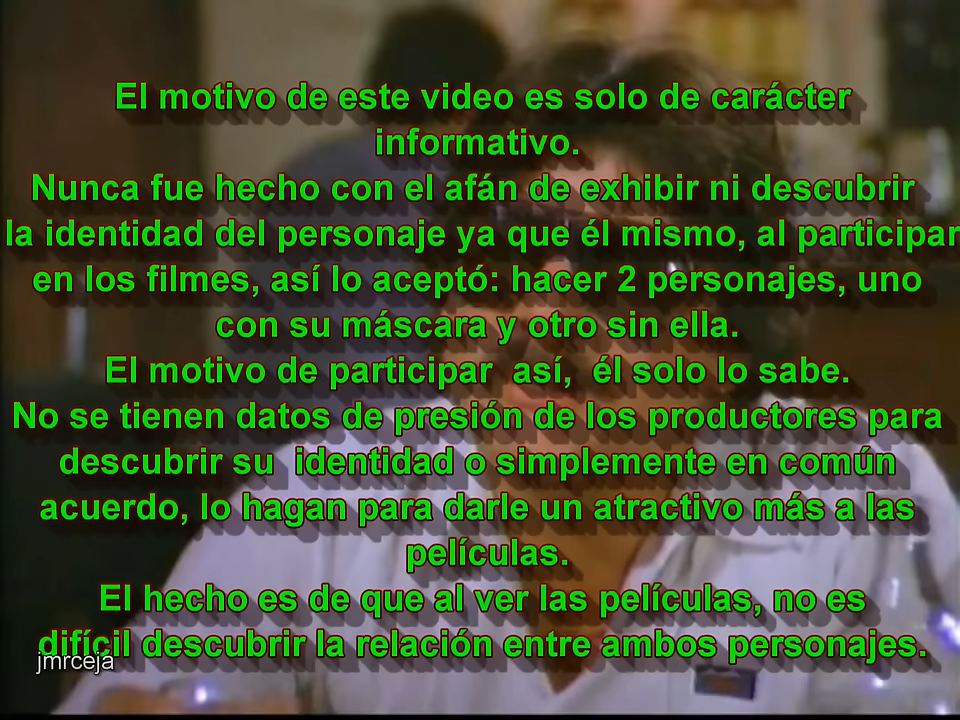 El motivo de este video es solo de carácter
informativo.
Nunca fue hecho con el afán de exhibir ni descubrir
la identidad del personaje ya que él mismo, al participar
en los filmes, así lo aceptó: hacer 2 personajes, uno
con su máscara y otro sin ella.
El motivo de participar  así,  él solo lo sabe.
No se tienen datos de presión de los productores para
descubrir su  identidad o simplemente en común
acuerdo, lo hagan para darle un atractivo más a las
películas.
El hecho es de que al ver las películas, no es
difícil descubrir la relación entre ambos personajes.
jmrceja